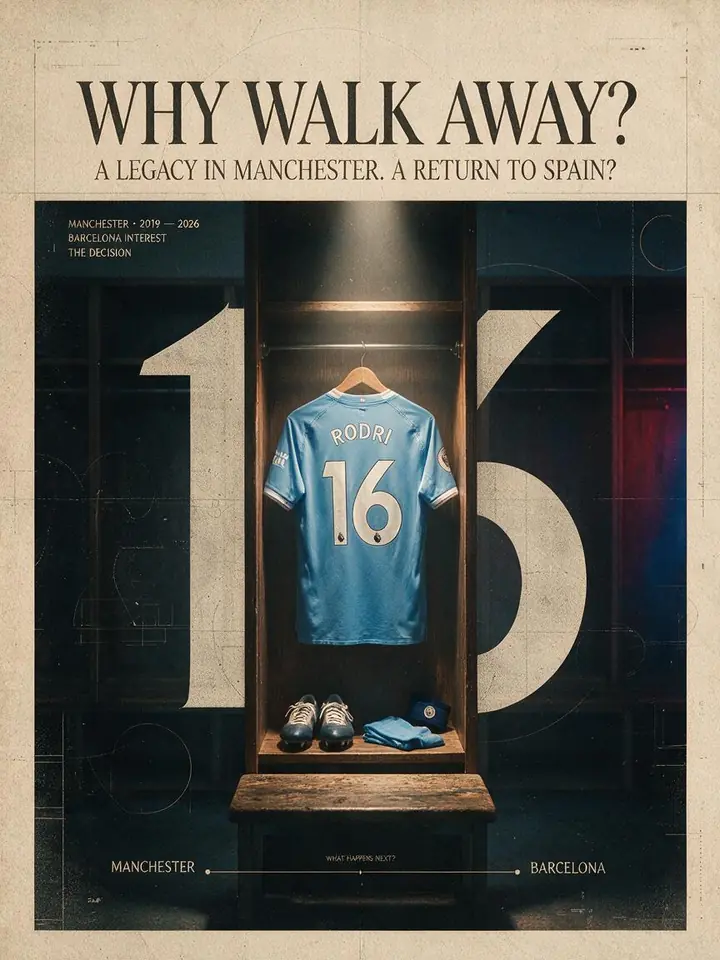 WHY WALK AWAY?
A LEGACY IN MANCHESTER. A RETURN TO SPAIN?
MANCHESTER • 2019 — 2026
BARCELONA INTEREST
THE DECISION
16
RODRI
16
WHAT HAPPENS NEXT?
MANCHESTER
BARCELONA